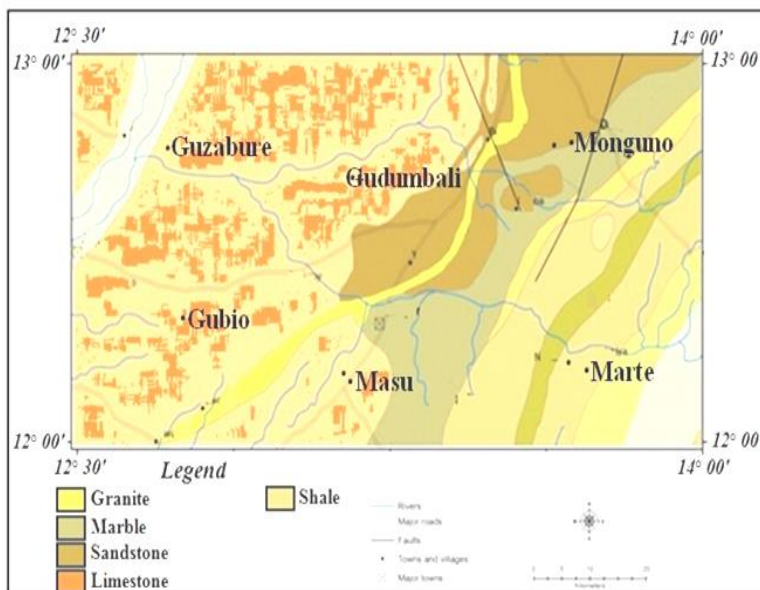 12° 30' 14° 00'
13° 00' 13° 00'
Guzabure
Monguno
Gudumbali
Gubio
Masu
Marte
12° 00' 12° 00'
12° 30' 14° 00'
Legend
Granite
Marble
Sandstone
Limestone
Shale
Rivers
Major roads
Faults
Towns and villages
Major towns
Kilometers